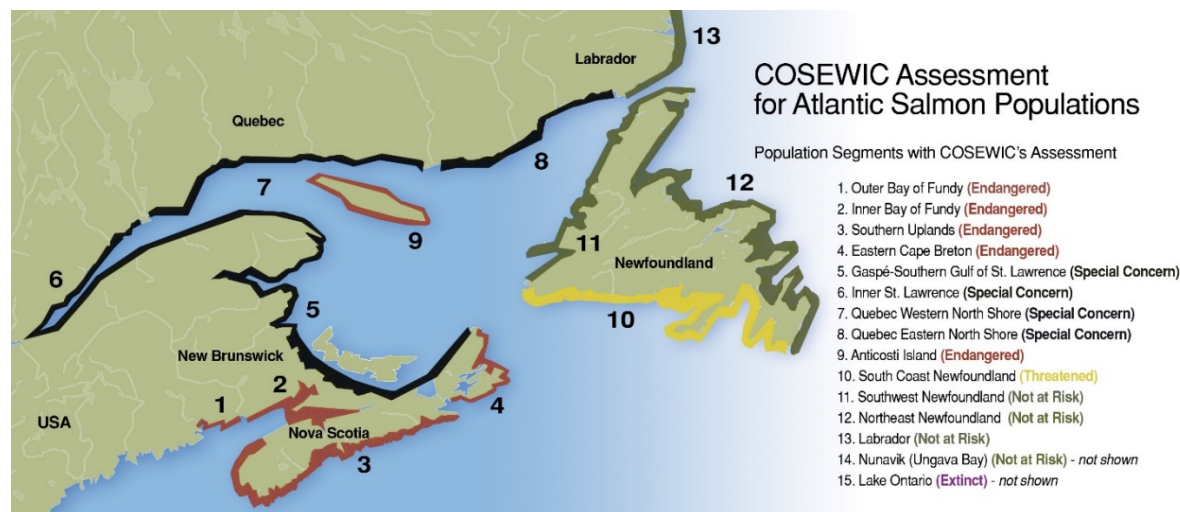 13
Labrador
COSEWIC Assessment
for Atlantic Salmon Populations
Quebec
Population Segments with COSEWIC's Assessment
8
7
12
1. Outer Bay of Fundy (Endangered)
2. Inner Bay of Fundy (Endangered)
3. Southern Uplands (Endangered)
4. Eastern Cape Breton (Endangered)
5. Gaspé-Southern Gulf of St. Lawrence (Special Concern)
6. Inner St. Lawrence (Special Concern)
7. Quebec Western North Shore (Special Concern)
8. Quebec Eastern North Shore (Special Concern)
9. Anticosti Island (Endangered)
10. South Coast Newfoundland (Threatened)
11. Southwest Newfoundland (Not at Risk)
12. Northeast Newfoundland (Not at Risk)
13. Labrador (Not at Risk)
14. Nunavik (Ungava Bay) (Not at Risk) - not shown
15. Lake Ontario (Extinct) - not shown
9
11
Newfoundland
6
5
10
New Brunswick
2
1
4
USA
Nova Scotia
3